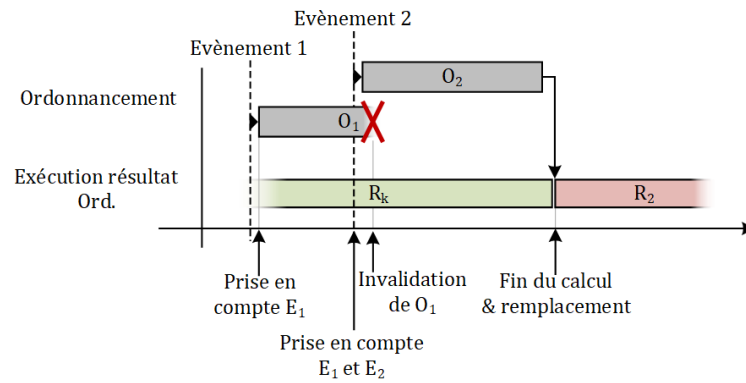 Evènement 2
Evènement 1
O₂
Ordonnancement
O₁
Exécution résultat
Ord.
Rₖ
R₂
Prise en
compte E₁
Invalidation
de O₁
Fin du calcul
& remplacement
Prise en compte
E₁ et E₂